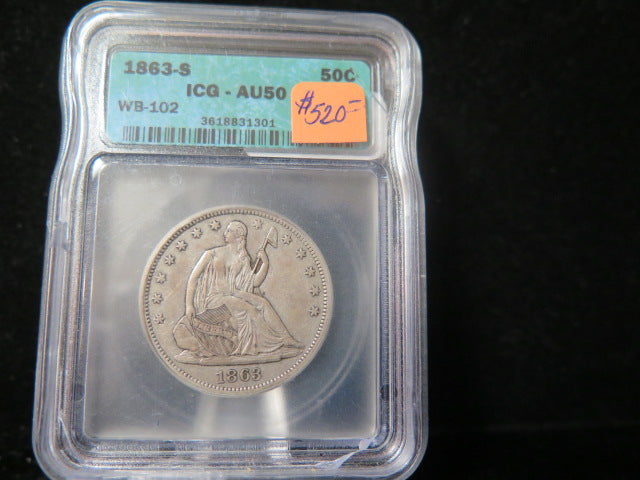 1863-S 50C
ICG - AU50
WB-102
#520=
3618831301
1863